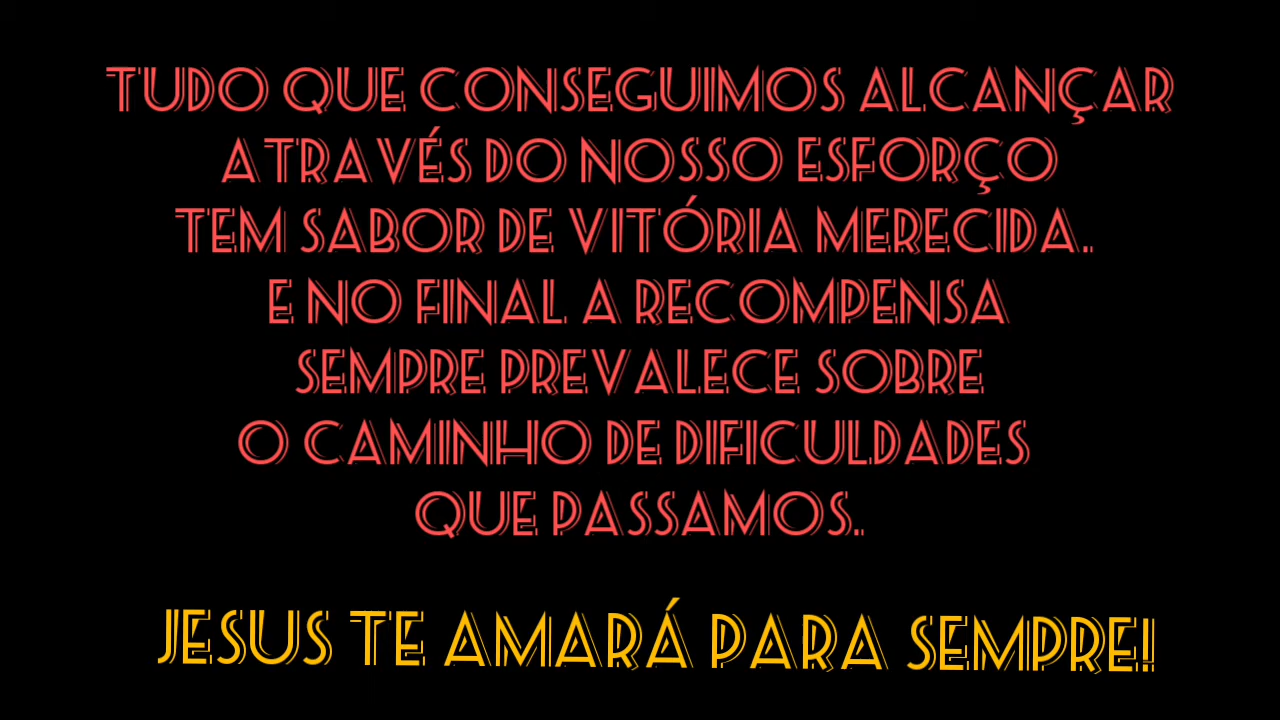 TUDO QUE CONSEGUIMOS ALCANÇAR
ATRAVÉS DO NOSSO ESFORÇO
TEM SABOR DE VITÓRIA MERECIDA..
E NO FINAL A RECOMPENSA
SEMPRE PREVALECE SOBRE
O CAMINHO DE DIFICULDADES
QUE PASSAMOS..
JESUS TE AMARÁ PARA SEMPRE!